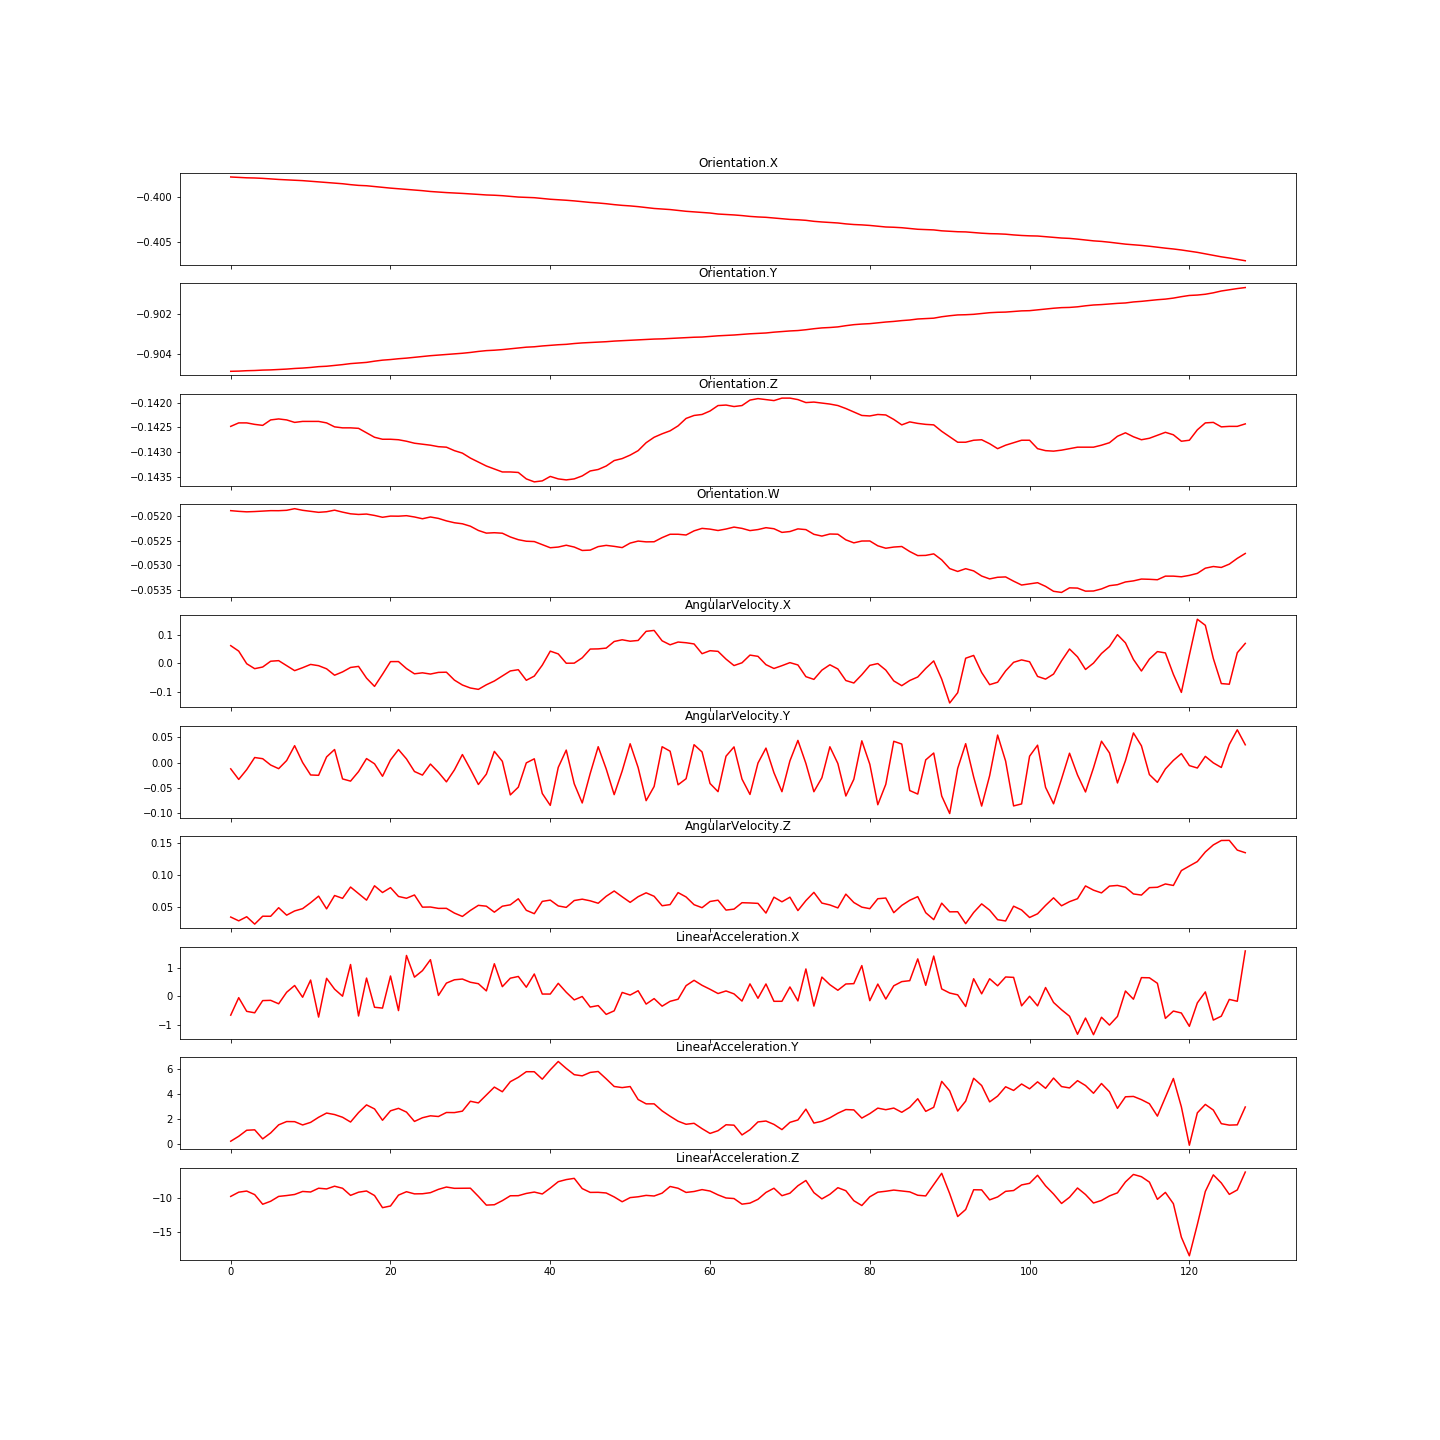 Orientation.X
−0.400
−0.405
Orientation.Y
−0.902
−0.904
Orientation.Z
−0.1420
−0.1425
−0.1430
−0.1435
Orientation.W
−0.0520
−0.0525
−0.0530
−0.0535
AngularVelocity.X
0.1
0.0
−0.1
AngularVelocity.Y
0.05
0.00
−0.05
−0.10
AngularVelocity.Z
0.15
0.10
0.05
LinearAcceleration.X
1
0
−1
LinearAcceleration.Y
6
4
2
0
LinearAcceleration.Z
−10
−15
0 20 40 60 80 100 120